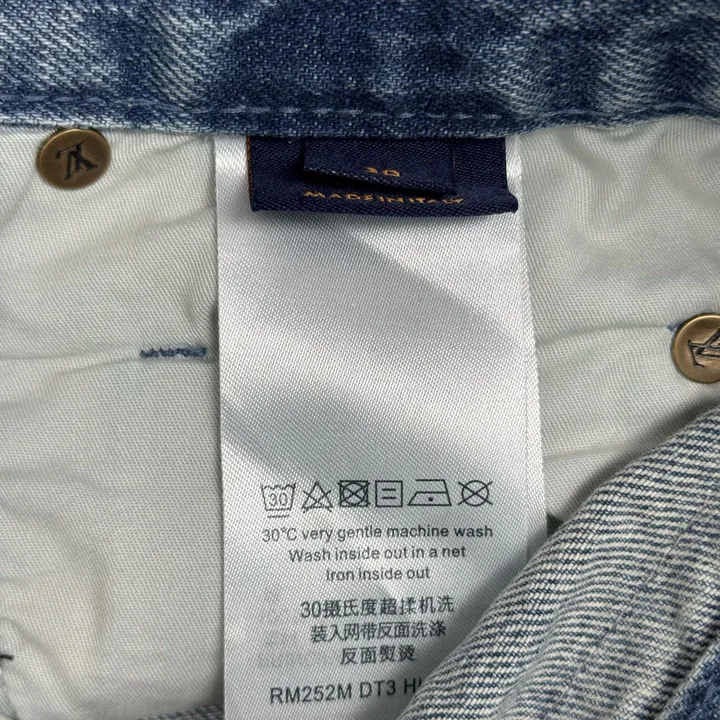 30
MADE IN ITALY
30
30℃ very gentle machine wash
Wash inside out in a net
Iron inside out
30摄氏度超揉机洗
装入网带反面洗涤
反面熨烫
RM252M DT3